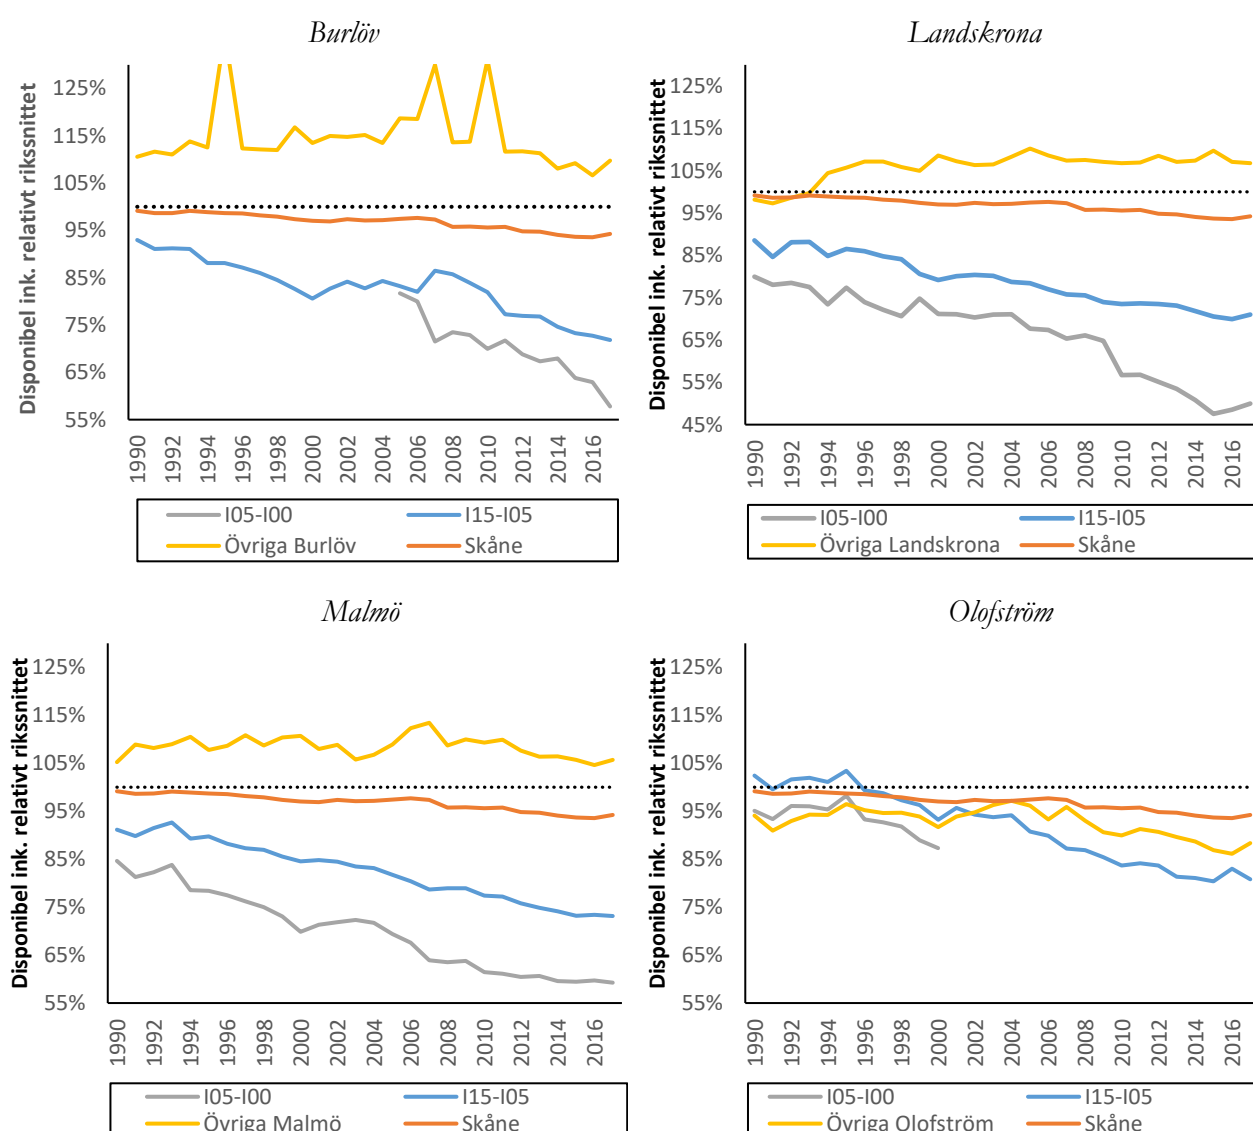 Burlöv
Disponibel ink. relativt rikssnittet
125%
115%
105%
95%
85%
75%
65%
55%
1990 1992 1994 1996 1998 2000 2002 2004 2006 2008 2010 2012 2014 2016
I05-I00 I15-I05
Övriga Burlöv Skåne
Landskrona
Disponibel ink. relativt rikssnittet
125%
115%
105%
95%
85%
75%
65%
55%
45%
1990 1992 1994 1996 1998 2000 2002 2004 2006 2008 2010 2012 2014 2016
I05-I00 I15-I05
Övriga Landskrona Skåne
Malmö
Disponibel ink. relativt rikssnittet
125%
115%
105%
95%
85%
75%
65%
55%
1990 1992 1994 1996 1998 2000 2002 2004 2006 2008 2010 2012 2014 2016
I05-I00 I15-I05
Övriga Malmö Skåne
Olofström
Disponibel ink. relativt rikssnittet
125%
115%
105%
95%
85%
75%
65%
55%
1990 1992 1994 1996 1998 2000 2002 2004 2006 2008 2010 2012 2014 2016
I05-I00 I15-I05
Övriga Olofström Skåne